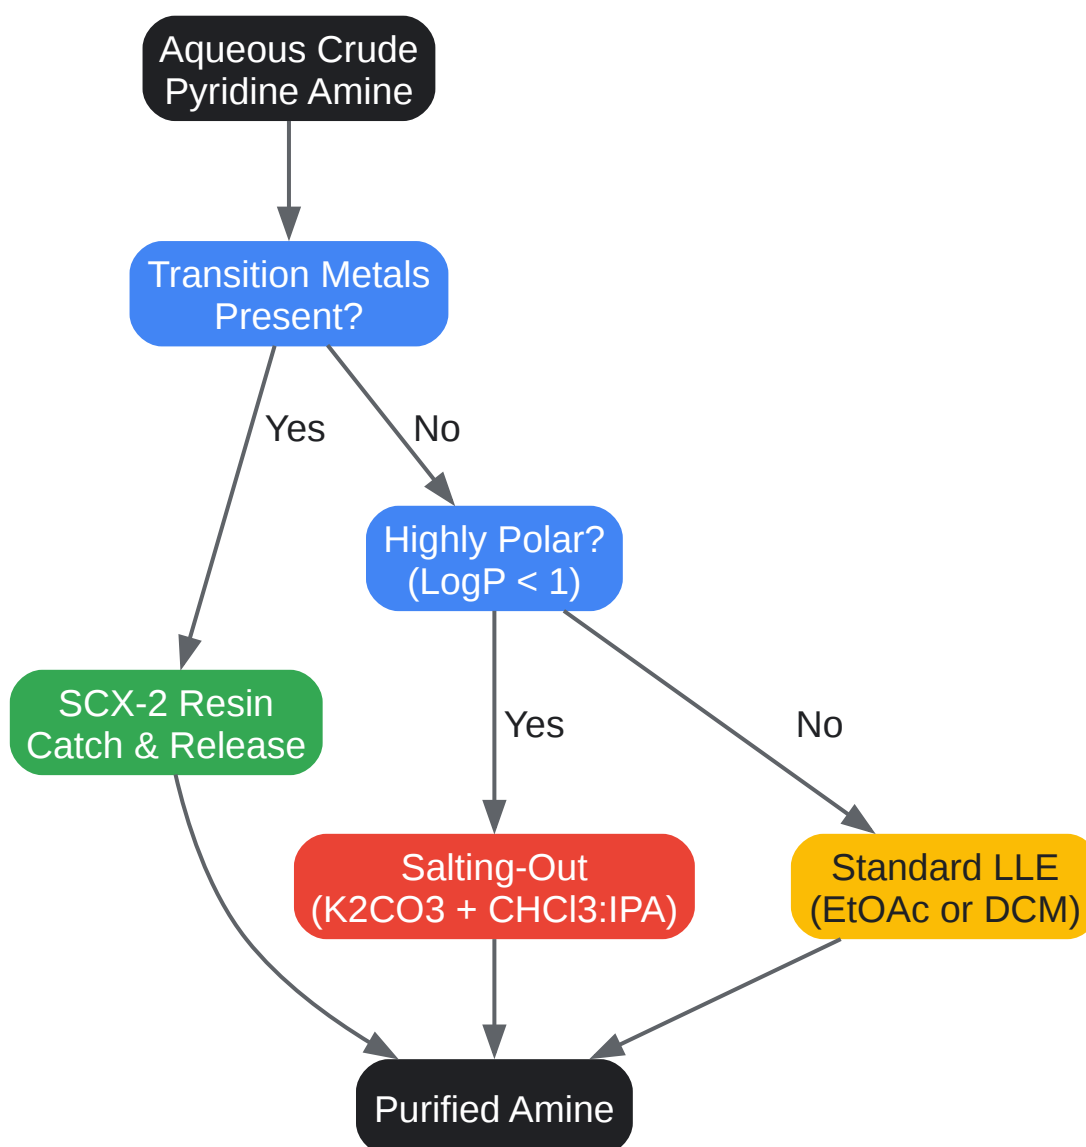 Aqueous Crude
Pyridine Amine
Transition Metals
Present?
Yes
No
Highly Polar?
(LogP < 1)
SCX-2 Resin
Catch & Release
Yes
No
Salting-Out
(K2CO3 + CHCl3:IPA)
Standard LLE
(EtOAc or DCM)
Purified Amine